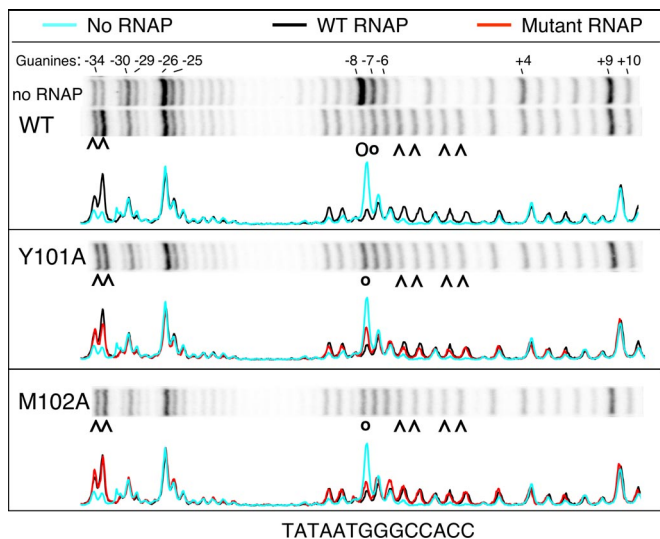 No RNAP WT RNAP Mutant RNAP
Guanines: -34 -30 -29 -26 -25 -8 -7 -6 +4 +9 +10
no RNAP
WT
^^ O o ^ ^ ^ ^
Y101A
^^ o ^ ^ ^ ^
M102A
^^ o ^ ^ ^ ^
TATAATGGGCCACC